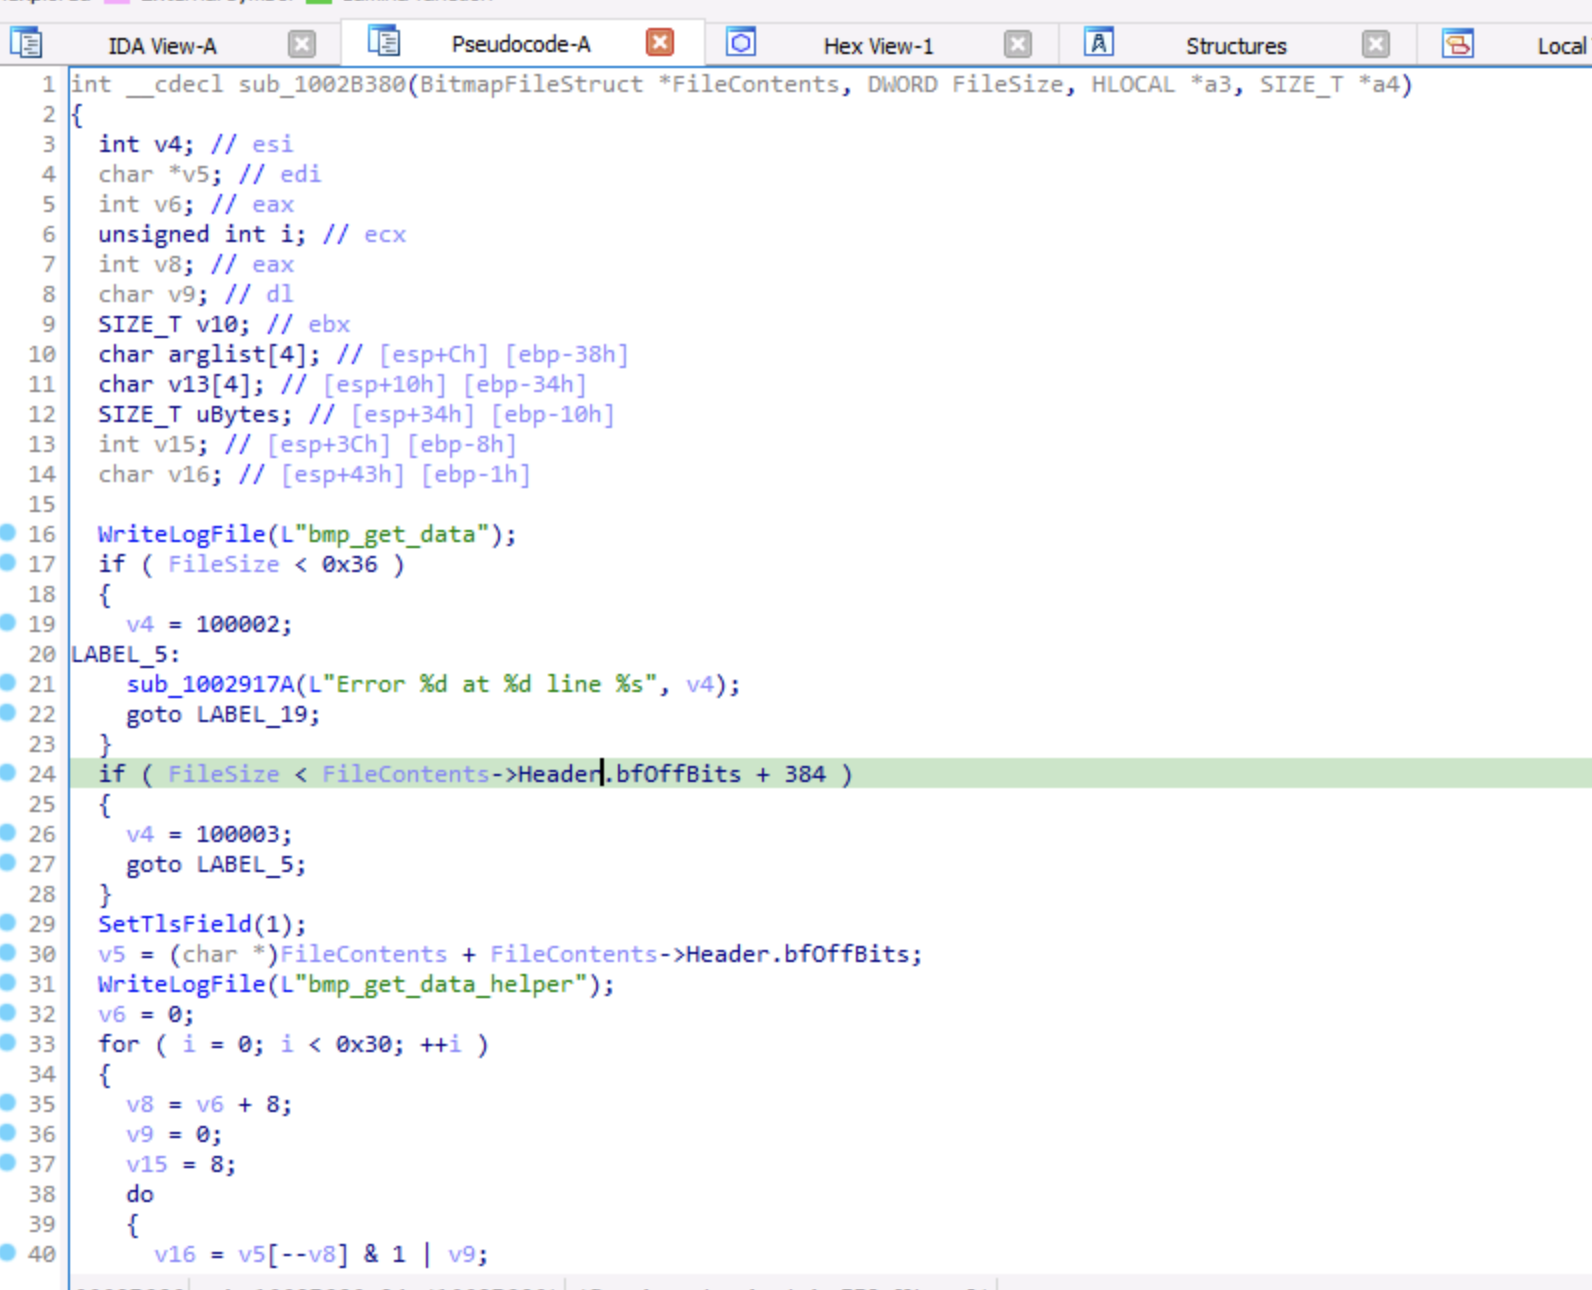 IDA View-A Pseudocode-A Hex View-1 Structures Local
1 int __cdecl sub_1002B380(BitmapFileStruct *FileContents, DWORD FileSize, HLOCAL *a3, SIZE_T *a4)
2 {
3 int v4; // esi
4 char *v5; // edi
5 int v6; // eax
6 unsigned int i; // ecx
7 int v8; // eax
8 char v9; // dl
9 SIZE_T v10; // ebx
10 char arglist[4]; // [esp+Ch] [ebp-38h]
11 char v13[4]; // [esp+10h] [ebp-34h]
12 SIZE_T uBytes; // [esp+34h] [ebp-10h]
13 int v15; // [esp+3Ch] [ebp-8h]
14 char v16; // [esp+43h] [ebp-1h]
15
16 WriteLogFile(L"bmp_get_data");
17 if ( FileSize < 0x36 )
18 {
19 v4 = 100002;
20 LABEL_5:
21 sub_1002917A(L"Error %d at %d line %s", v4);
22 goto LABEL_19;
23 }
24 if ( FileSize < FileContents->Header.bfOffBits + 384 )
25 {
26 v4 = 100003;
27 goto LABEL_5;
28 }
29 SetTlsField(1);
30 v5 = (char *)FileContents + FileContents->Header.bfOffBits;
31 WriteLogFile(L"bmp_get_data_helper");
32 v6 = 0;
33 for ( i = 0; i < 0x30; ++i )
34 {
35 v8 = v6 + 8;
36 v9 = 0;
37 v15 = 8;
38 do
39 {
40 v16 = v5[--v8] & 1 | v9;